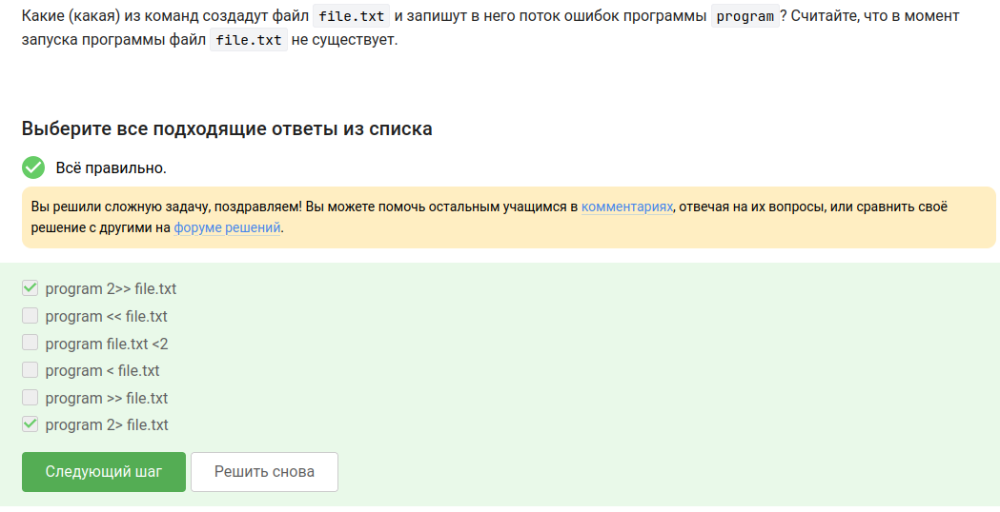 Какие (какая) из команд создадут файл file.txt и запишут в него поток ошибок программы program? Считайте, что в момент
запуска программы файл file.txt не существует.
Выберите все подходящие ответы из списка
Всё правильно.
Вы решили сложную задачу, поздравляем! Вы можете помочь остальным учащимся в комментариях, отвечая на их вопросы, или сравнить своё
решение с другими на форуме решений.
program 2>> file.txt
program << file.txt
program file.txt <2
program < file.txt
program >> file.txt
program 2> file.txt
Следующий шаг Решить снова